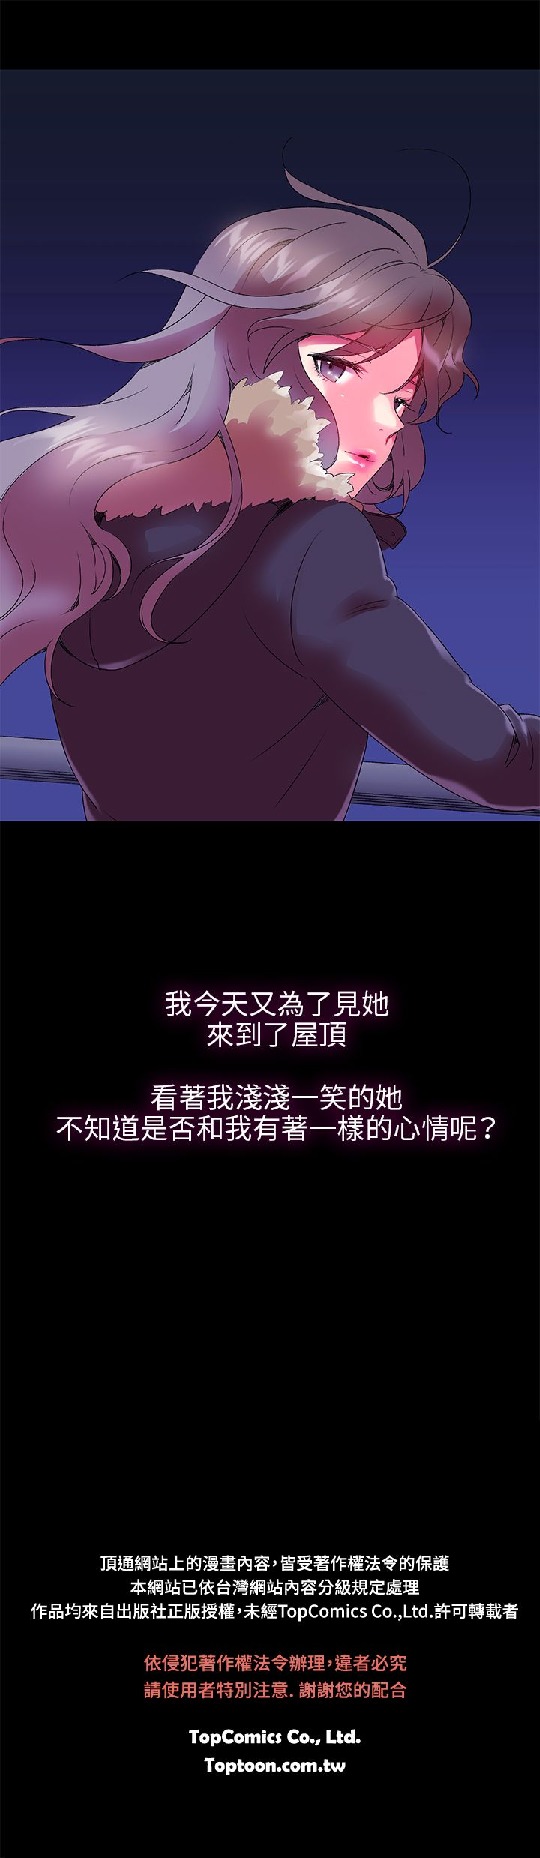 我今天又為了見她
來到了屋頂
看著我淺淺一笑的她
不知道是否和我有著一樣的心情呢？
頂通網站上的漫畫內容，皆受著作權法令的保護
本網站已依台灣網站內容分級規定處理
作品均來自出版社正版授權，未經TopComics Co.,Ltd.許可轉載者
依侵犯著作權法令辦理，違者必究
請使用者特別注意. 謝謝您的配合
TopComics Co., Ltd.
Toptoon.com.tw